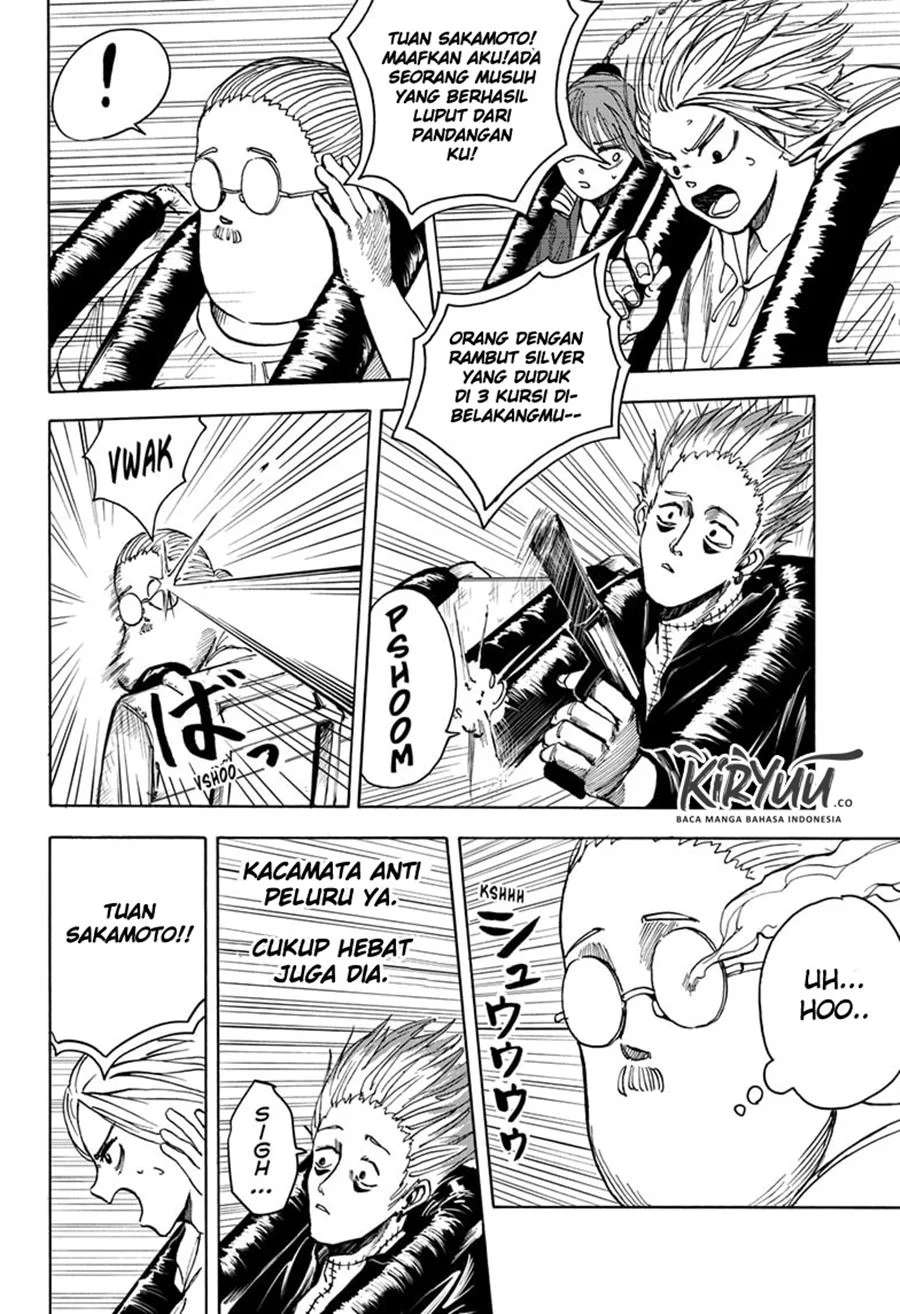 TUAN SAKAMOTO!
MAAFKAN AKU!ADA
SEORANG MUSUH
YANG BERHASIL
LUPUT DARI
PANDANGAN
KU!
!
ORANG DENGAN
RAMBUT SILVER
YANG DUDUK
DI 3 KURSI DI-
BELAKANGMU--
PSHOOM
VWAK
ばっ
VSHOO
KIRYUU.CO
BACA MANGA BAHASA INDONESIA
UH...
HOO..
KSHHH
シュウウウゥ
KACAMATA ANTI
PELURU YA.
CUKUP HEBAT
JUGA DIA.
SIGH
...
TUAN
SAKAMOTO!!